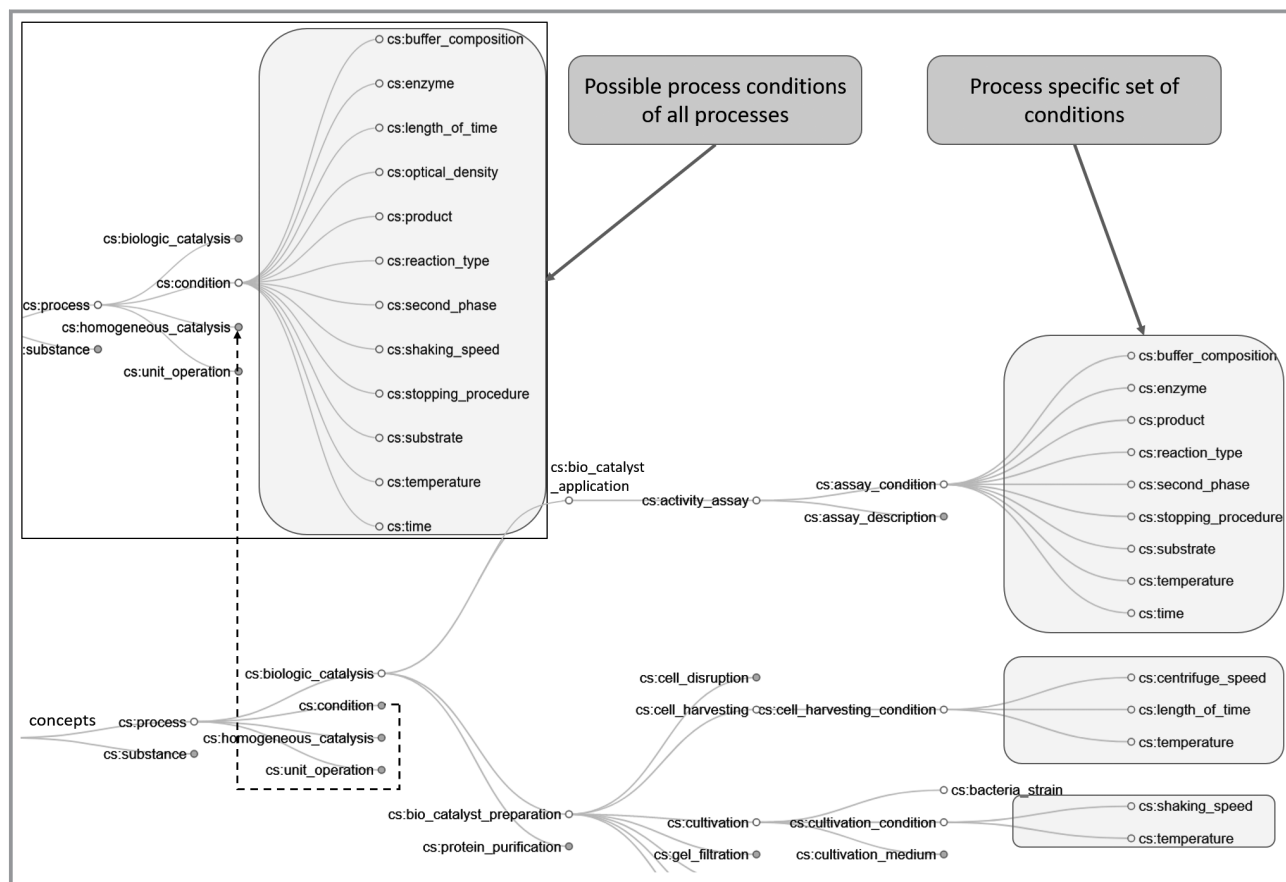 cs:buffer_composition
cs:enzyme
cs:length_of_time
cs:optical_density
cs:product
cs:reaction_type
cs:second_phase
cs:shaking_speed
cs:stopping_procedure
cs:substrate
cs:temperature
cs:time
cs:biologic_catalysis
cs:condition
cs:process
cs:homogeneous_catalysis
:substance
cs:unit_operation
Possible process conditions
of all processes
Process specific set of
conditions
cs:bio_catalyst
_application
cs:activity_assay
cs:assay_condition
cs:assay_description
cs:buffer_composition
cs:enzyme
cs:product
cs:reaction_type
cs:second_phase
cs:stopping_procedure
cs:substrate
cs:temperature
cs:time
concepts
cs:process
cs:substance
cs:biologic_catalysis
cs:condition
cs:homogeneous_catalysis
cs:unit_operation
cs:bio_catalyst_preparation
cs:protein_purification
cs:cell_disruption
cs:cell_harvesting
cs:cell_harvesting_condition
cs:centrifuge_speed
cs:length_of_time
cs:temperature
cs:cultivation
cs:gel_filtration
cs:bacteria_strain
cs:cultivation_condition
cs:cultivation_medium
cs:shaking_speed
cs:temperature